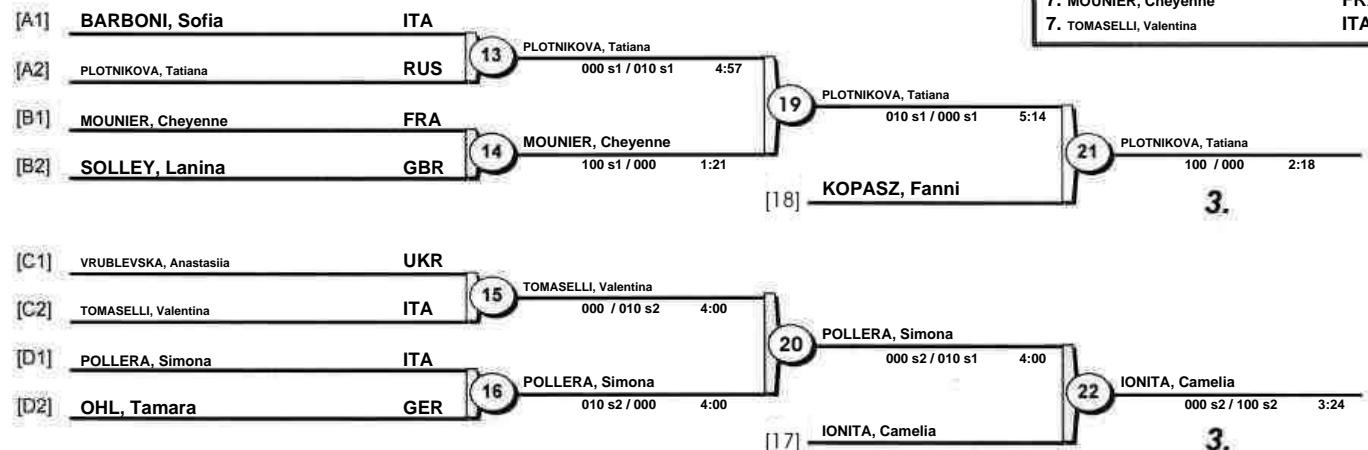 7. MOUNIER, Cheyenne FRA
7. TOMASELLI, Valentina ITA
[A1] BARBONI, Sofia ITA
13 PLOTNIKOVA, Tatiana
[A2] PLOTNIKOVA, Tatiana RUS
000 s1 / 010 s1 4:57
19 PLOTNIKOVA, Tatiana
010 s1 / 000 s1 5:14
[B1] MOUNIER, Cheyenne FRA
14 MOUNIER, Cheyenne
100 s1 / 000 1:21
[B2] SOLLEY, Lanina GBR
21 PLOTNIKOVA, Tatiana
100 / 000 2:18
[18] KOPASZ, Fanni
3.
[C1] VRUBLEVSKA, Anastasiia UKR
15 TOMASELLI, Valentina
000 / 010 s2 4:00
[C2] TOMASELLI, Valentina ITA
20 POLLERA, Simona
000 s2 / 010 s1 4:00
[D1] POLLERA, Simona ITA
16 POLLERA, Simona
010 s2 / 000 4:00
[D2] OHL, Tamara GER
22 IONITA, Camelia
000 s2 / 100 s2 3:24
[17] IONITA, Camelia
3.